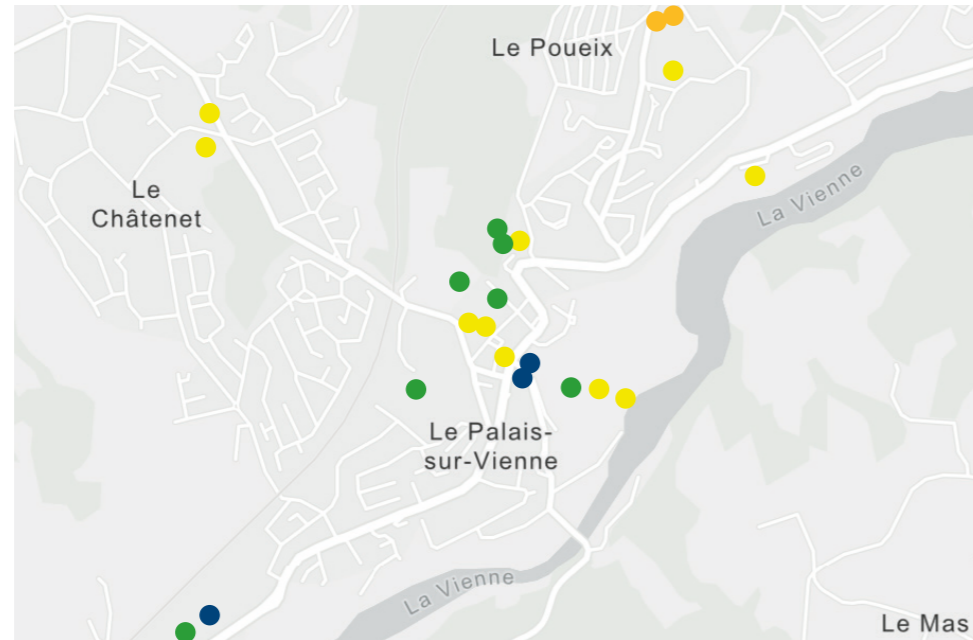 Le Poueix
Le
Châtenet
La Vienne
Le Palais-
sur-Vienne
La Vienne
Le Mas